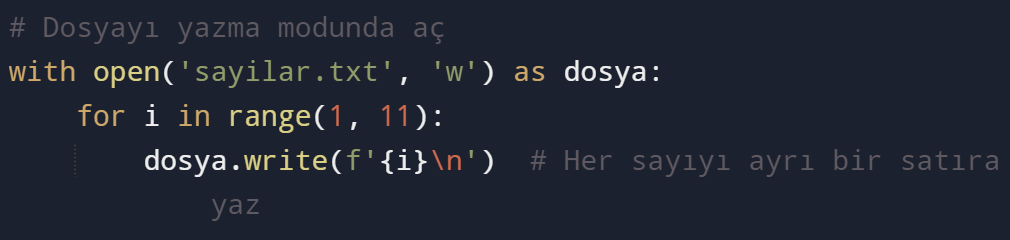 # Dosyayı yazma modunda aç
with open('sayilar.txt', 'w') as dosya:
    for i in range(1, 11):
        dosya.write(f'{i}\n')  # Her sayıyı ayrı bir satıra
            yaz